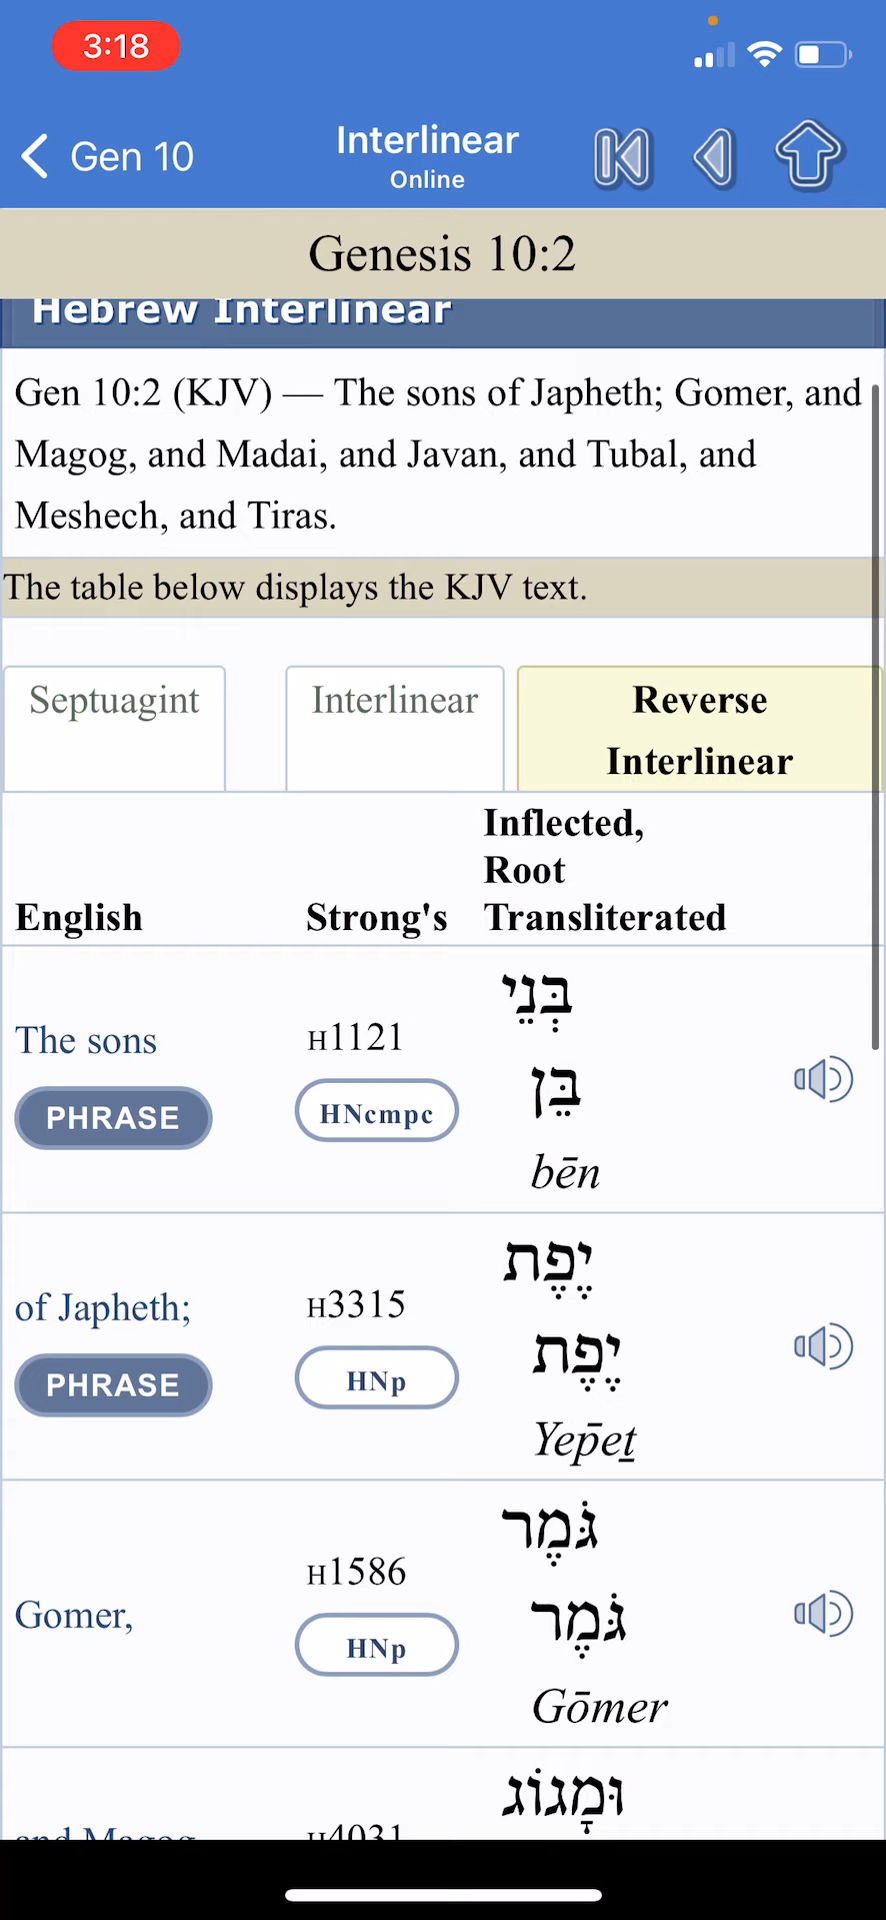 3:18
Gen 10
Interlinear
Online
Genesis 10:2
Hebrew Interlinear
Gen 10:2 (KJV) — The sons of Japheth; Gomer, and
Magog, and Madai, and Javan, and Tubal, and
Meshech, and Tiras.
The table below displays the KJV text.
Septuagint
Interlinear
Reverse
Interlinear
English
Strong's
Inflected,
Root
Transliterated
The sons
PHRASE
H1121
HNcmpc
בְּנֵי
בֵּן
bēn
of Japheth;
PHRASE
H3315
HNp
יֶפֶת
יֶפֶת
Yep̄eṯ
Gomer,
H1586
HNp
גֹּמֶר
גֹּמֶר
Gōmer
and Magog
H4031
וּמָגוֹג